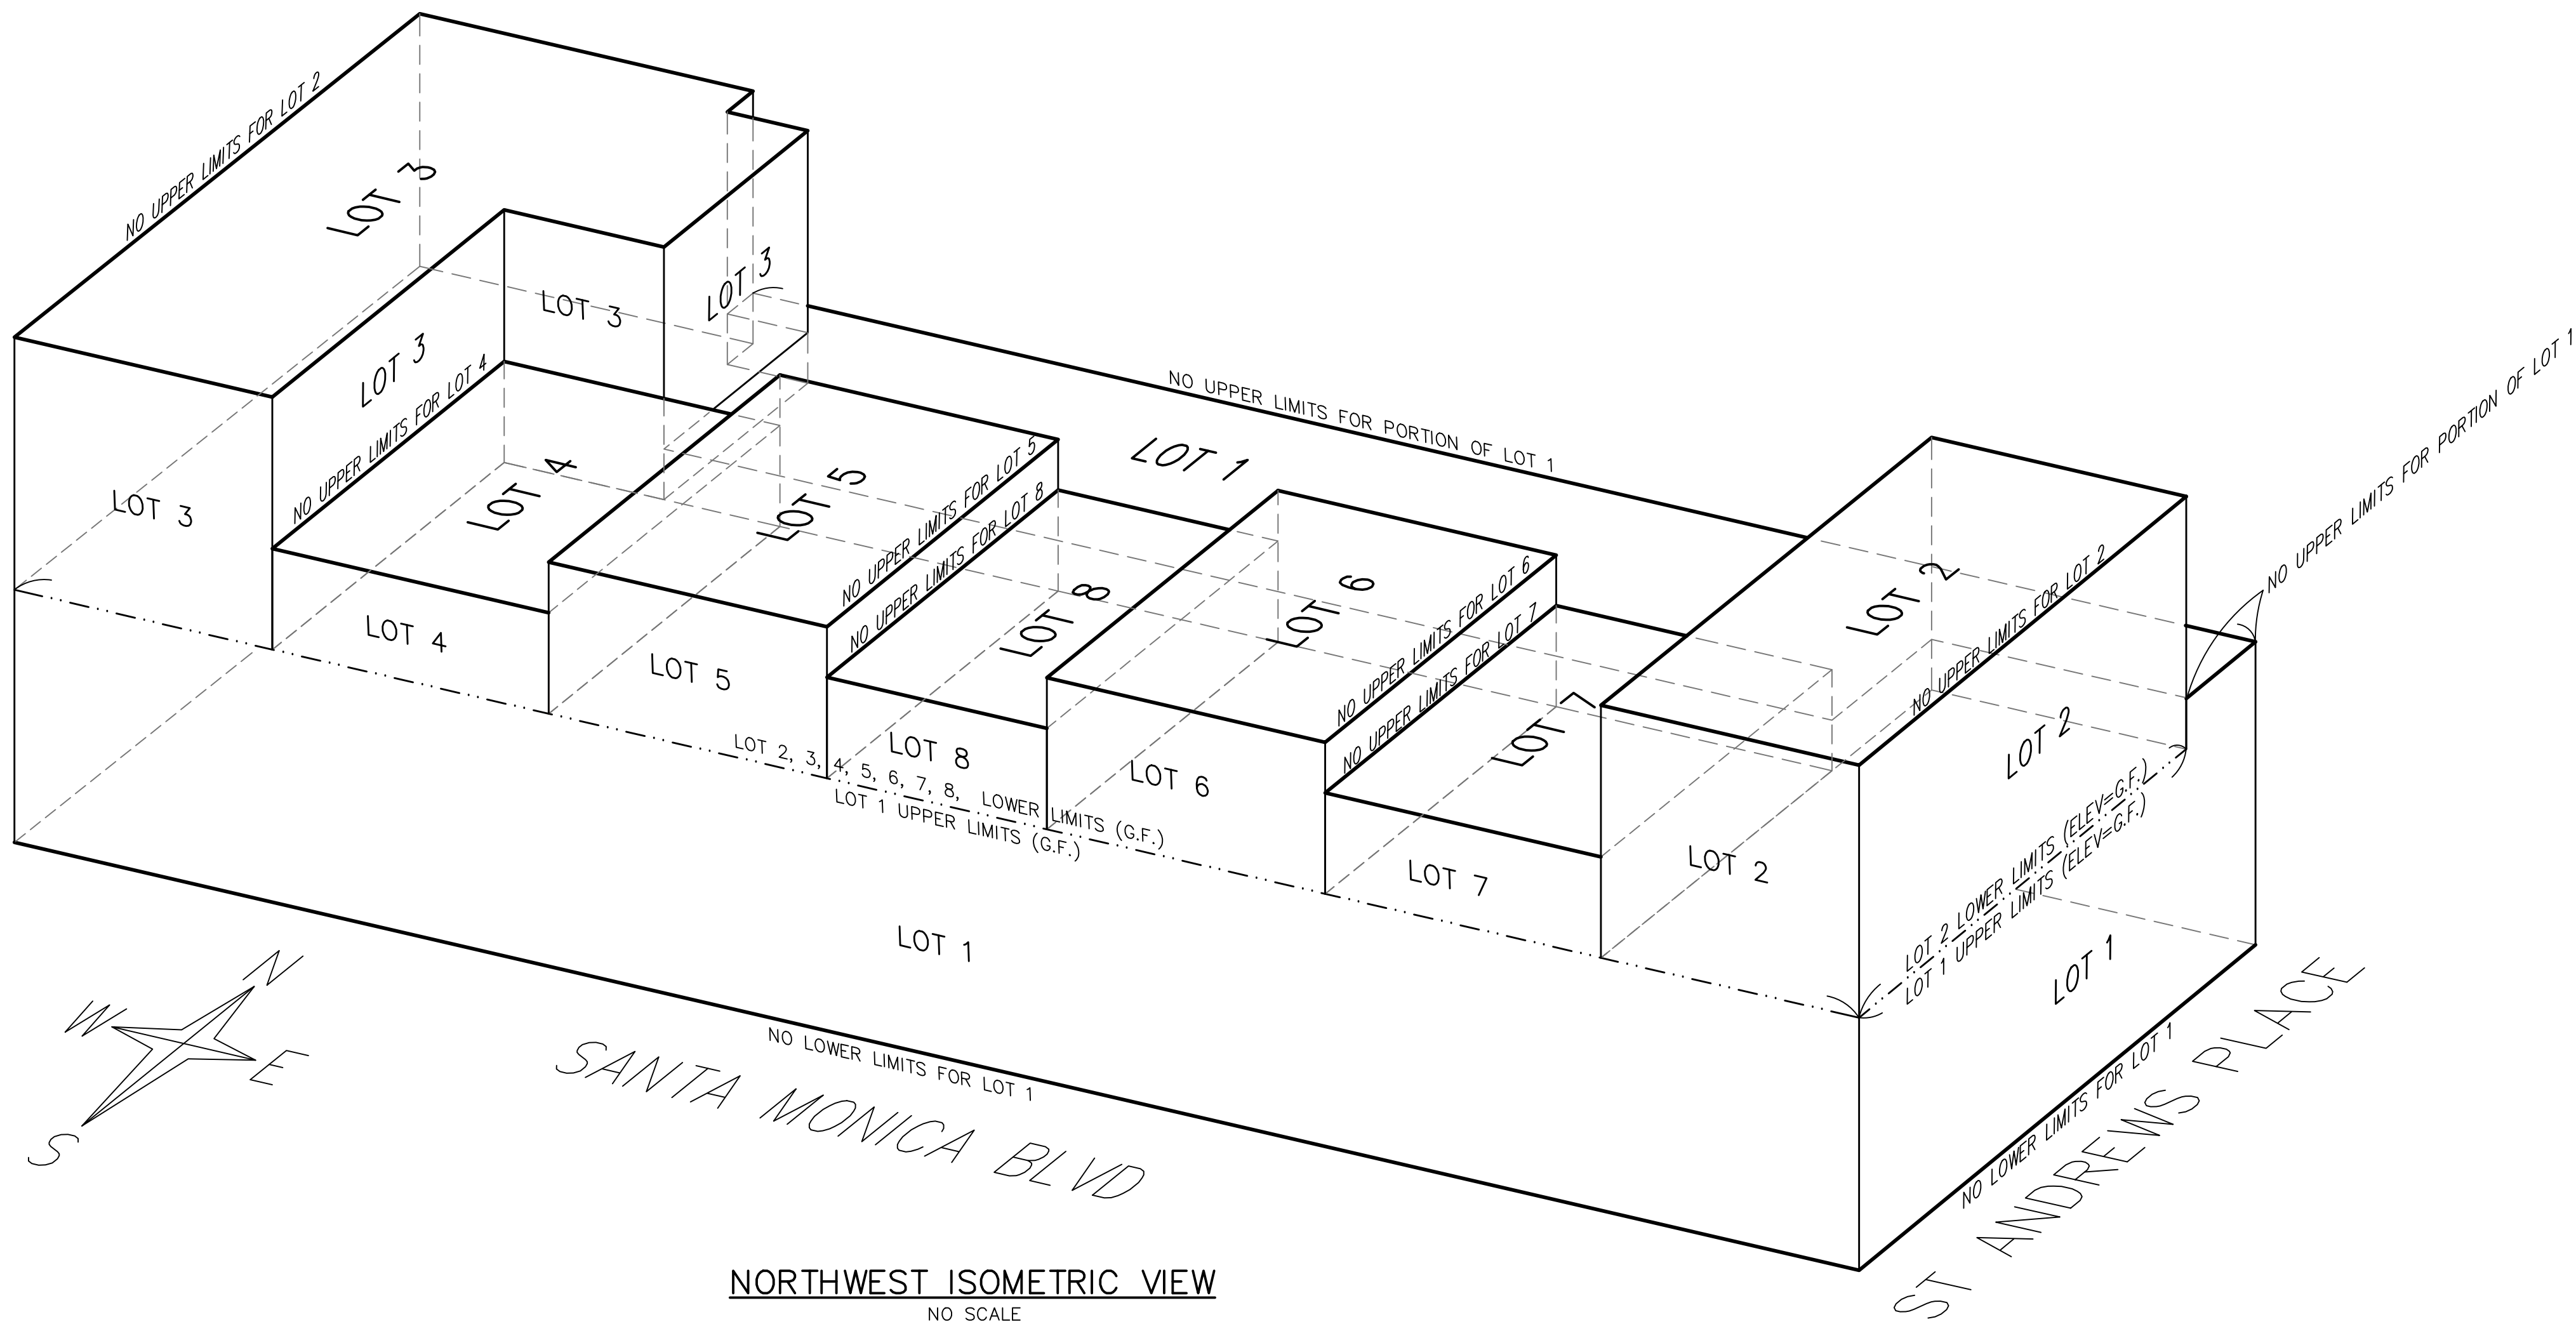 NO UPPER LIMITS FOR LOT 2
LOT 3
LOT 3
LOT 3
LOT 3
NO UPPER LIMITS FOR LOT 4
LOT 3
NO UPPER LIMITS FOR PORTION OF LOT 1
LOT 1
NO UPPER LIMITS FOR PORTION OF LOT 1
LOT 4
LOT 5
NO UPPER LIMITS FOR LOT 5
NO UPPER LIMITS FOR LOT 8
LOT 8
LOT 6
NO UPPER LIMITS FOR LOT 6
NO UPPER LIMITS FOR LOT 7
LOT 7
LOT 2
NO UPPER LIMITS FOR LOT 2
LOT 2
LOT 4
LOT 5
LOT 8
LOT 6
LOT 7
LOT 2
LOT 2, 3, 4, 5, 6, 7, 8, LOWER LIMITS (G.F.)
LOT 1 UPPER LIMITS (G.F.)
LOT 2 LOWER LIMITS (ELEV=G.F.)
LOT 1 UPPER LIMITS (ELEV=G.F.)
LOT 1
LOT 1
N
W
E
S
NO LOWER LIMITS FOR LOT 1
SANTA MONICA BLVD
NO LOWER LIMITS FOR LOT 1
ST ANDREWS PLACE
NORTHWEST ISOMETRIC VIEW
NO SCALE